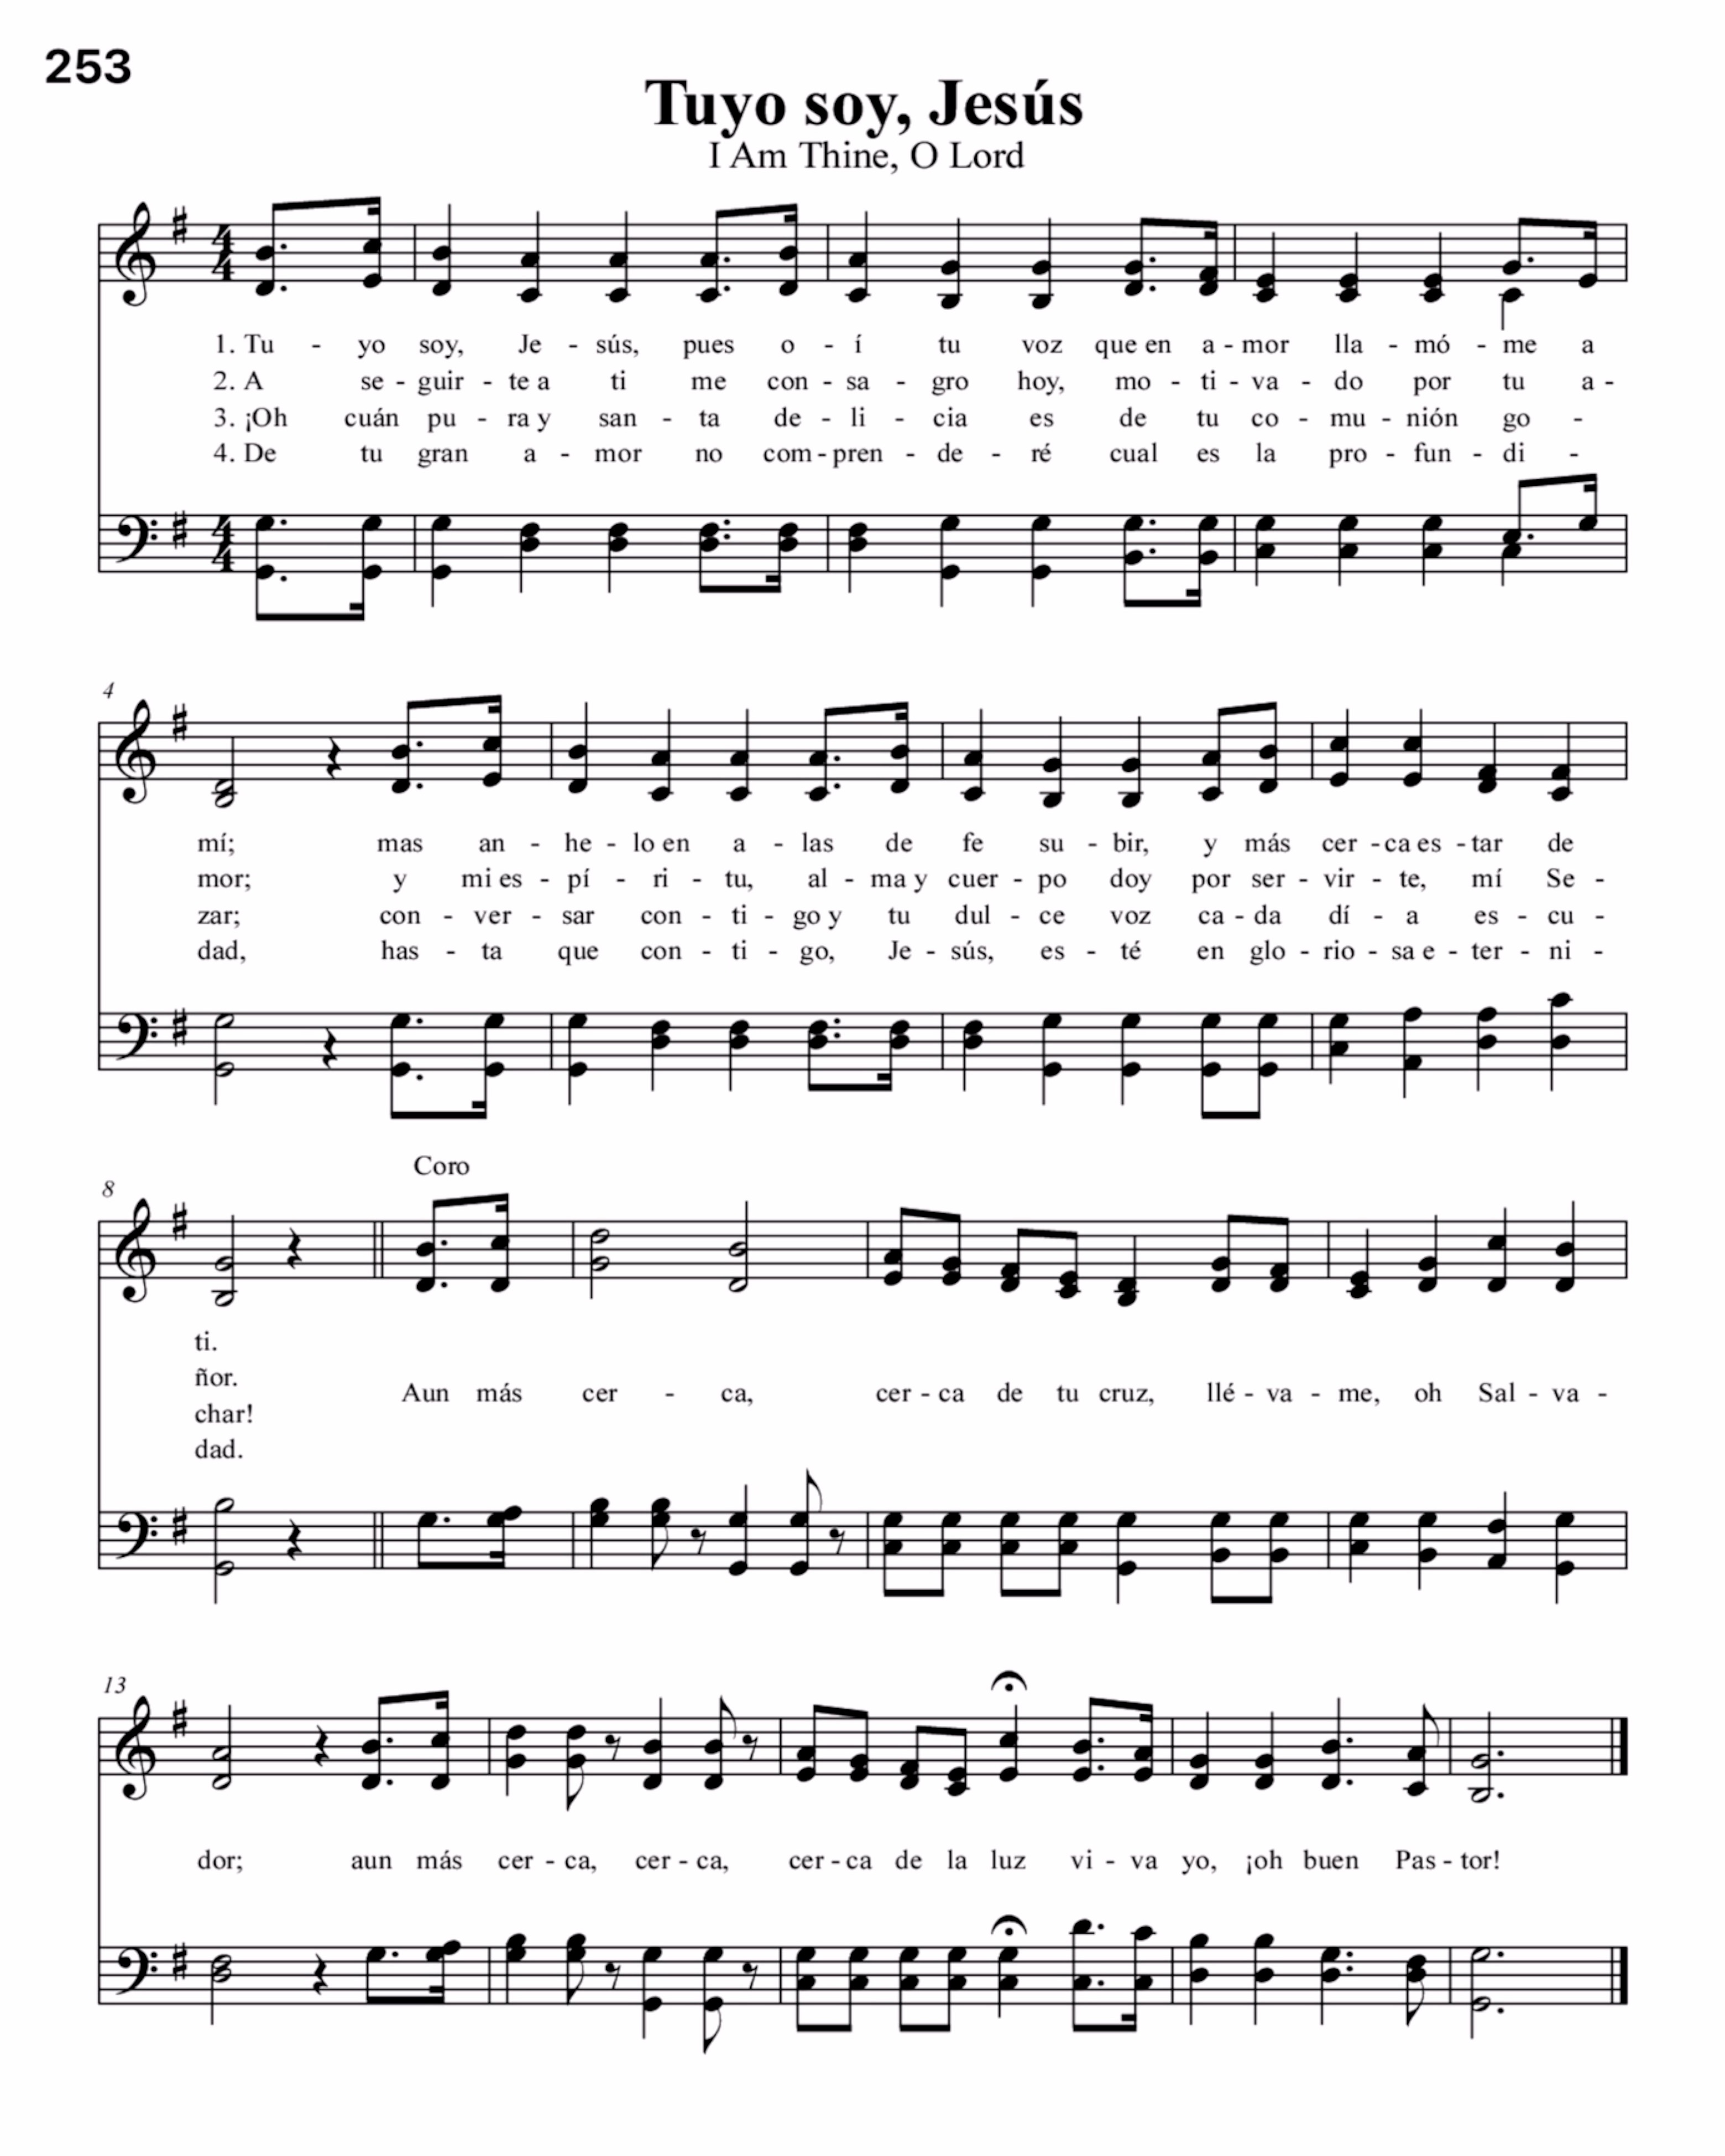 253
Tuyo soy, Jesús
I Am Thine, O Lord
1. Tu - yo soy, Je - sús, pues o - í tu voz que en a - mor lla - mó - me a
2. A se - guir - te a ti me con - sa - gro hoy, mo - ti - va - do por tu a -
3. ¡Oh cuán pu - ra y san - ta de - li - cia es de tu co - mu - nión go -
4. De tu gran a - mor no com - pren - de - ré cual es la pro - fun - di -
4
mí; mas an - he - lo en a - las de fe su - bir, y más cer - ca es - tar de
mor; y mi es - pí - ri - tu, al - ma y cuer - po doy por ser - vir - te, mí Se -
zar; con - ver - sar con - ti - go y tu dul - ce voz ca - da dí - a es - cu -
dad, has - ta que con - ti - go, Je - sús, es - té en glo - rio - sa e - ter - ni -
Coro
8
ti.
ñor.
Aun más cer - ca, cer - ca de tu cruz, llé - va - me, oh Sal - va -
char!
dad.
13
dor; aun más cer - ca, cer - ca, cer - ca de la luz vi - va yo, ¡oh buen Pas - tor!